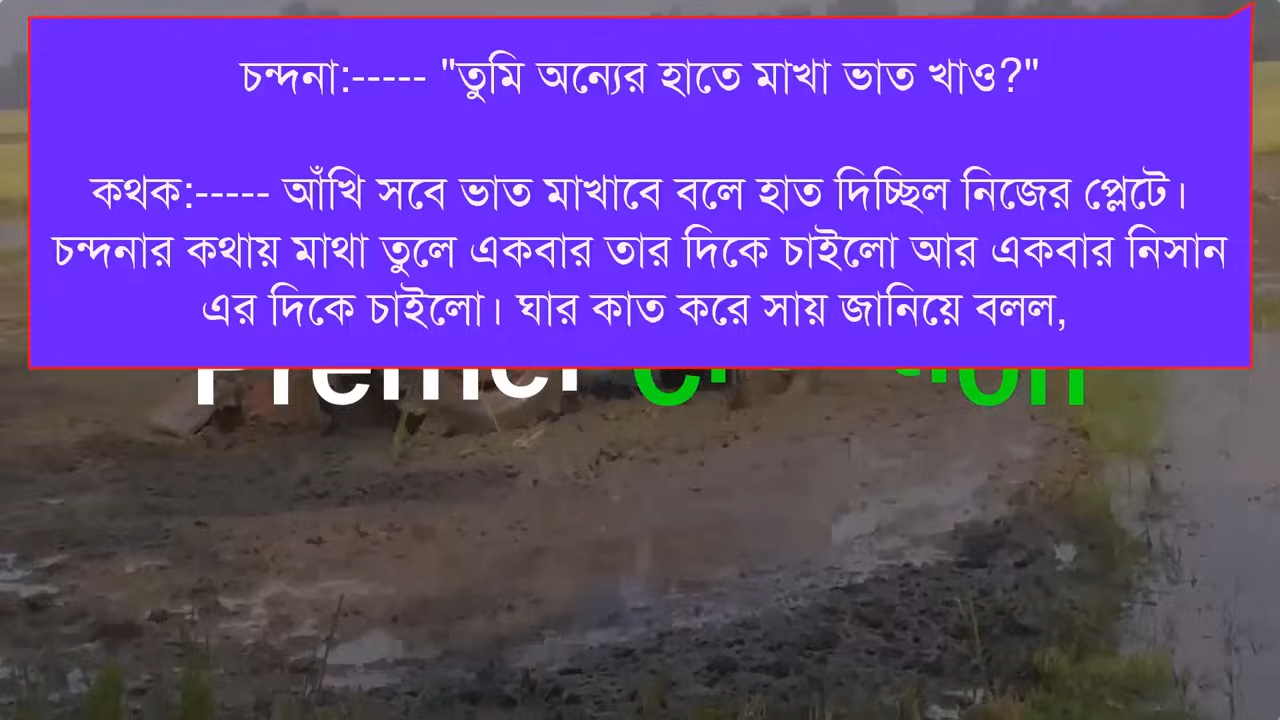 চন্দনা:----- "তুমি অন্যের হাতে মাখা ভাত খাও?"
কথক:----- আঁখি সবে ভাত মাখাবে বলে হাত দিচ্ছিল নিজের প্লেটে।
চন্দনার কথায় মাথা তুলে একবার তার দিকে চাইলো আর একবার নিসান
এর দিকে চাইলো। ঘার কাত করে সায় জানিয়ে বলল,